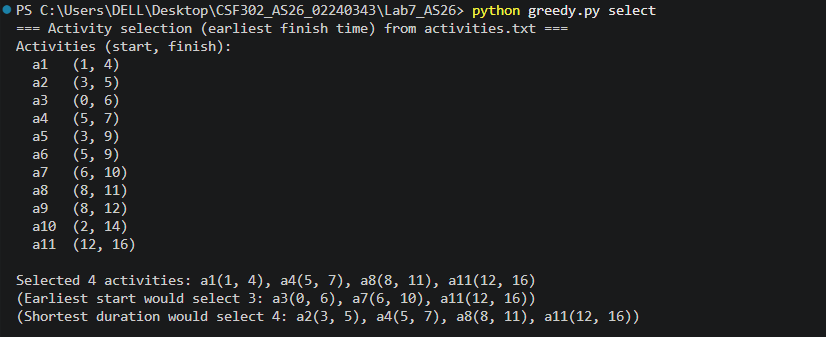 PS C:\Users\DELL\Desktop\CSF302_AS26_02240343\Lab7_AS26> python greedy.py select
=== Activity selection (earliest finish time) from activities.txt ===
Activities (start, finish):
  a1   (1, 4)
  a2   (3, 5)
  a3   (0, 6)
  a4   (5, 7)
  a5   (3, 9)
  a6   (5, 9)
  a7   (6, 10)
  a8   (8, 11)
  a9   (8, 12)
  a10  (2, 14)
  a11  (12, 16)

Selected 4 activities: a1(1, 4), a4(5, 7), a8(8, 11), a11(12, 16)
(Earliest start would select 3: a3(0, 6), a7(6, 10), a11(12, 16))
(Shortest duration would select 4: a2(3, 5), a4(5, 7), a8(8, 11), a11(12, 16))